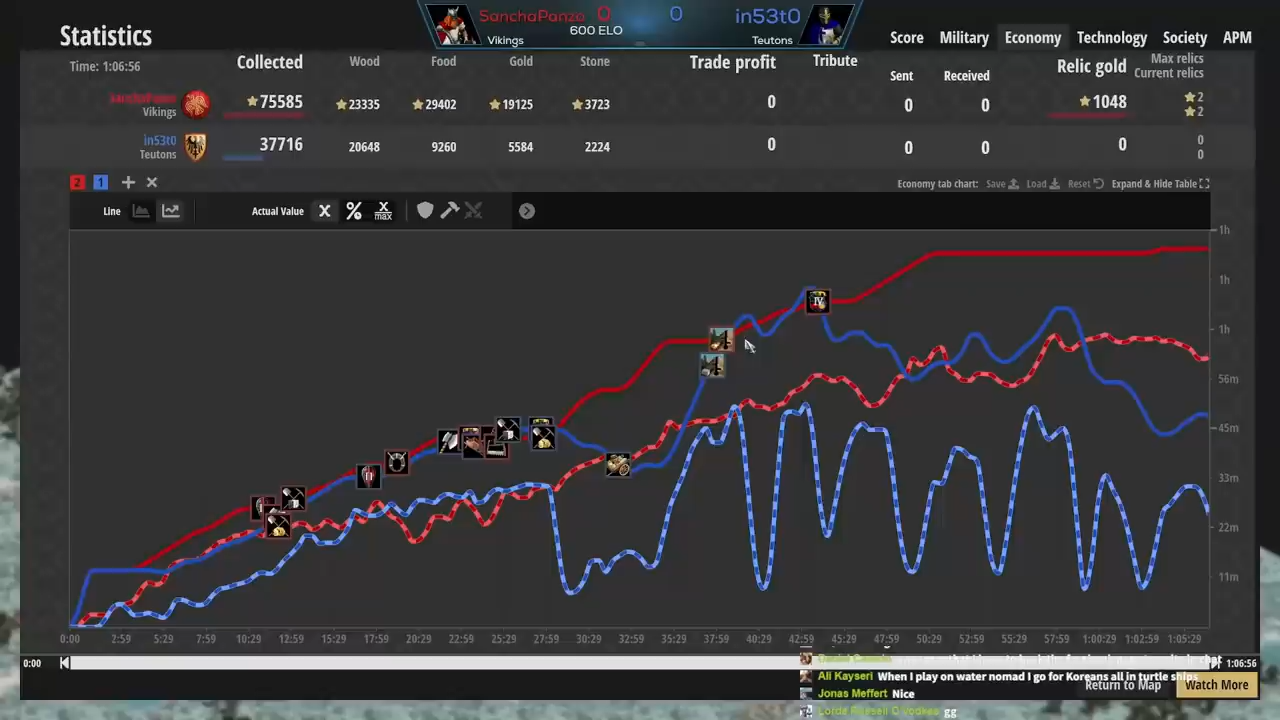 SanchaPanzo 0 0 in53t0
600 ELO
Vikings Teutons
Statistics
Score Military Economy Technology Society APM
Time: 1:06:56
Collected Wood Food Gold Stone Trade profit Tribute Sent Received Relic gold Max relics
Current relics
SanchaPanzo
Vikings
75585 23335 29402 19125 3723 0 0 0 1048 2
2
in53t0
Teutons
37716 20648 9260 5584 2224 0 0 0 0 0
0
2 1
Economy tab chart: Save Load Reset Expand & Hide Table
Line Actual Value X % X max
1h
1h
1h
56m
45m
33m
22m
11m
II
IV
0:00 2:59 5:29 7:59 10:29 12:59 15:29 17:59 20:29 22:59 25:29 27:59 30:29 32:59 35:29 37:59 40:29 42:59 45:29 47:59 50:29 52:59 55:29 57:59 1:00:29 1:02:59 1:05:29
0:00 1:06:56
Ali Kayseri When I play on water nomad I go for Koreans all in turtle ships
Jonas Meffert Nice
gg
Return to Map Watch More